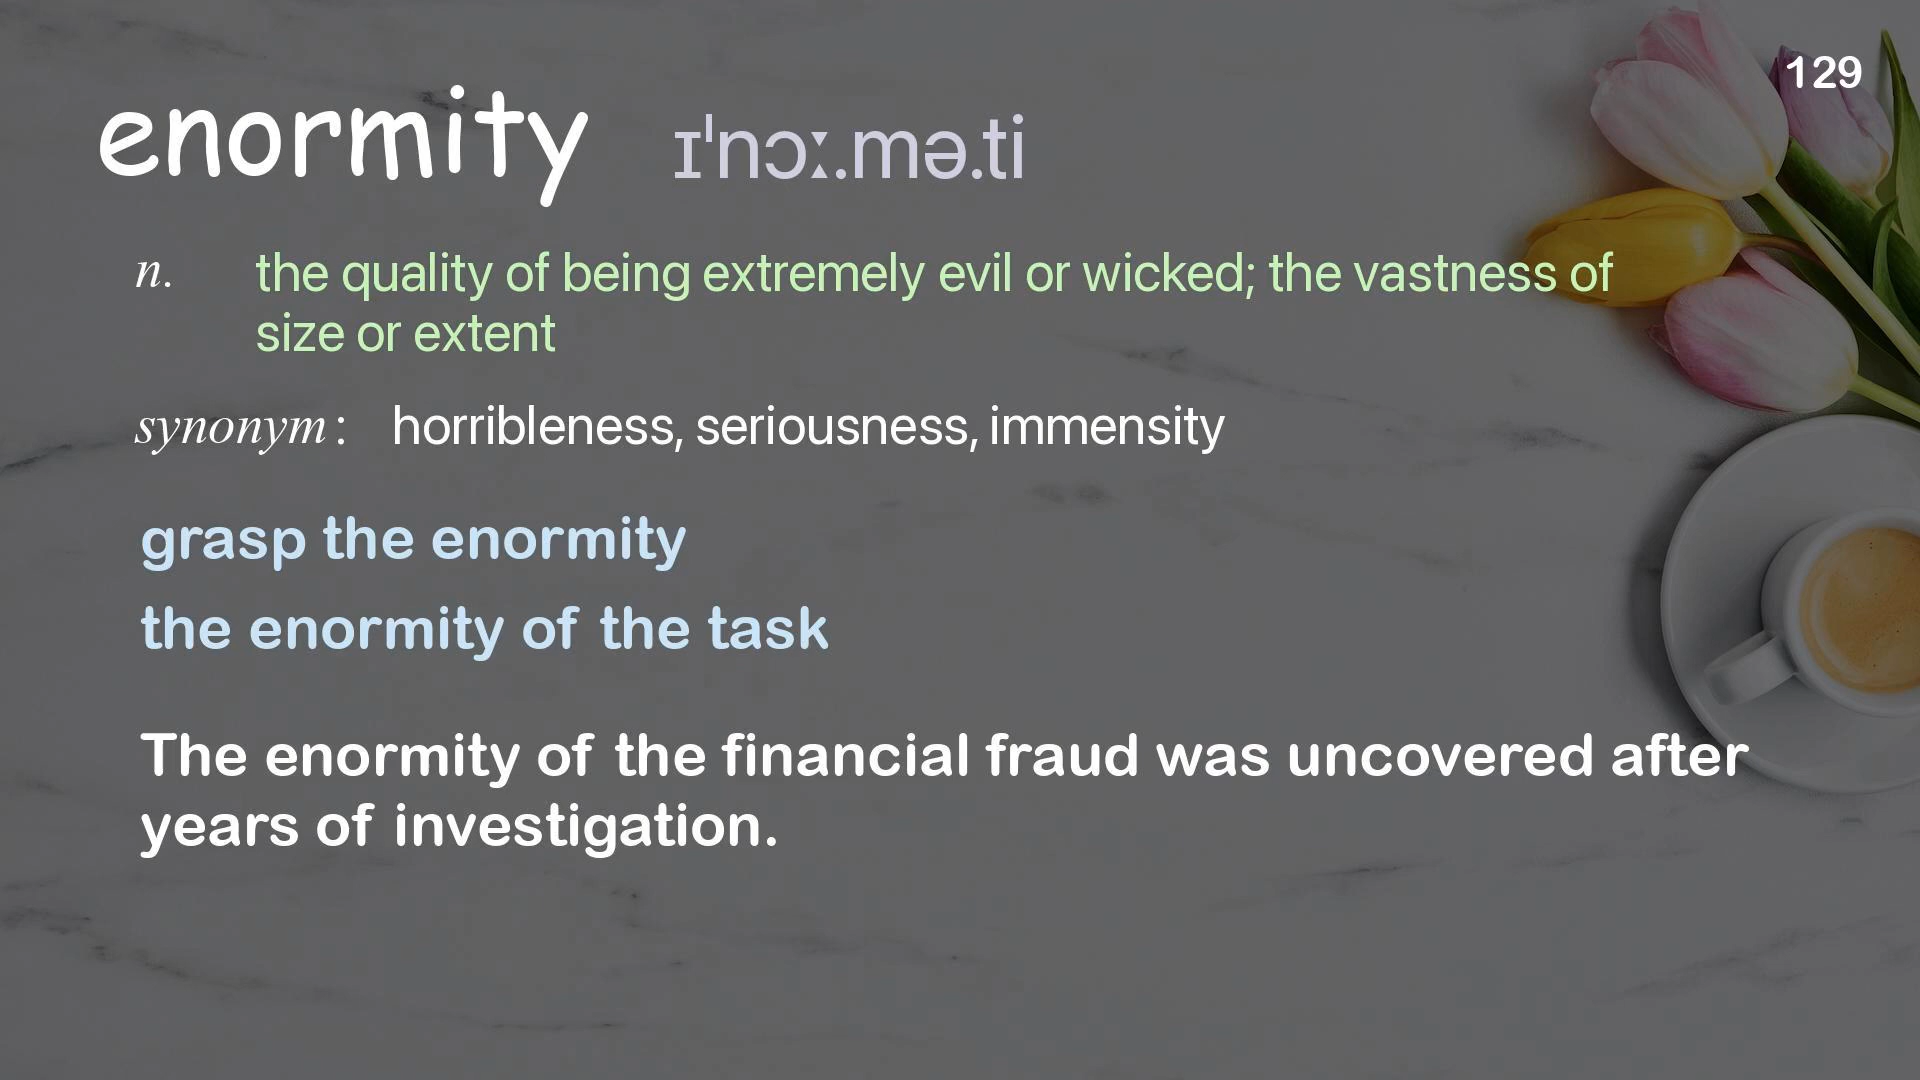 129
enormity ɪˈnɔː.mə.ti
n. the quality of being extremely evil or wicked; the vastness of
size or extent
synonym: horribleness, seriousness, immensity
grasp the enormity
the enormity of the task
The enormity of the financial fraud was uncovered after
years of investigation.